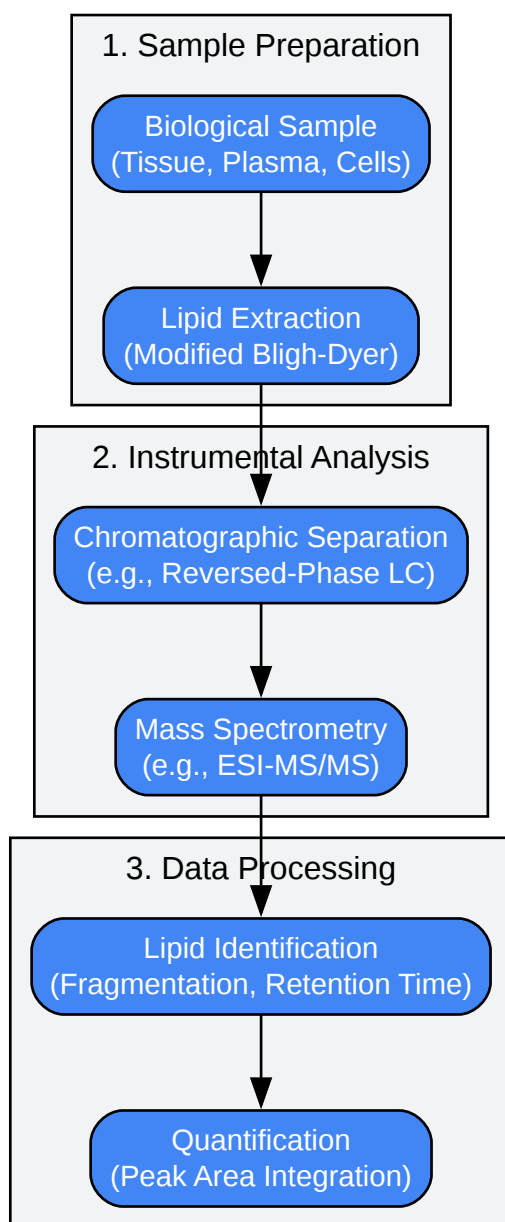 1. Sample Preparation
Biological Sample
(Tissue, Plasma, Cells)
Lipid Extraction
(Modified Bligh-Dyer)
2. Instrumental Analysis
Chromatographic Separation
(e.g., Reversed-Phase LC)
Mass Spectrometry
(e.g., ESI-MS/MS)
3. Data Processing
Lipid Identification
(Fragmentation, Retention Time)
Quantification
(Peak Area Integration)